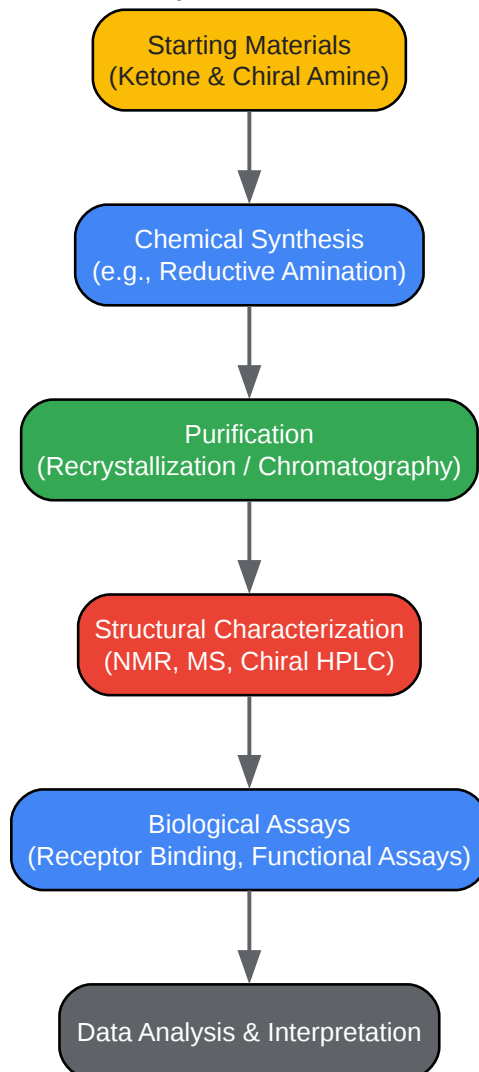 Starting Materials
(Ketone & Chiral Amine)
Chemical Synthesis
(e.g., Reductive Amination)
Purification
(Recrystallization / Chromatography)
Structural Characterization
(NMR, MS, Chiral HPLC)
Biological Assays
(Receptor Binding, Functional Assays)
Data Analysis & Interpretation